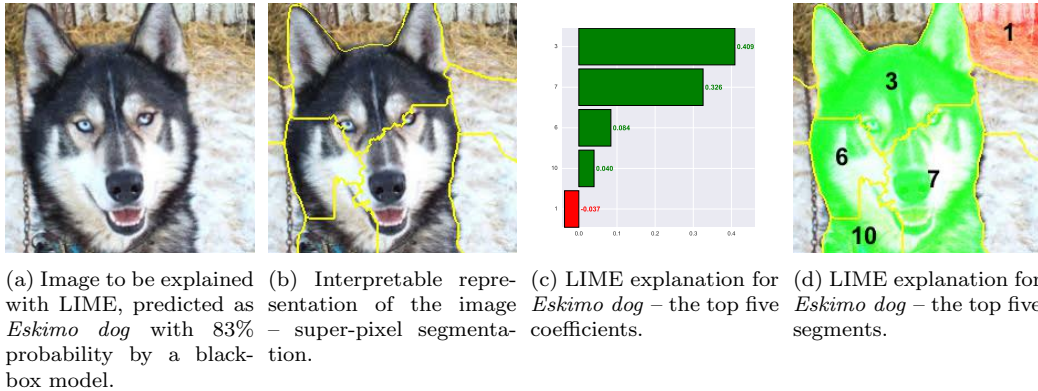 3
7
6
10
1
0.409
0.326
0.084
0.040
-0.037
0.0 0.1 0.2 0.3 0.4
1
3
6
7
10
(a) Image to be explained
with LIME, predicted as
Eskimo dog with 83%
probability by a black-
box model.
(b) Interpretable repre-
sentation of the image
– super-pixel segmenta-
tion.
(c) LIME explanation for
Eskimo dog – the top five
coefficients.
(d) LIME explanation for
Eskimo dog – the top five
segments.